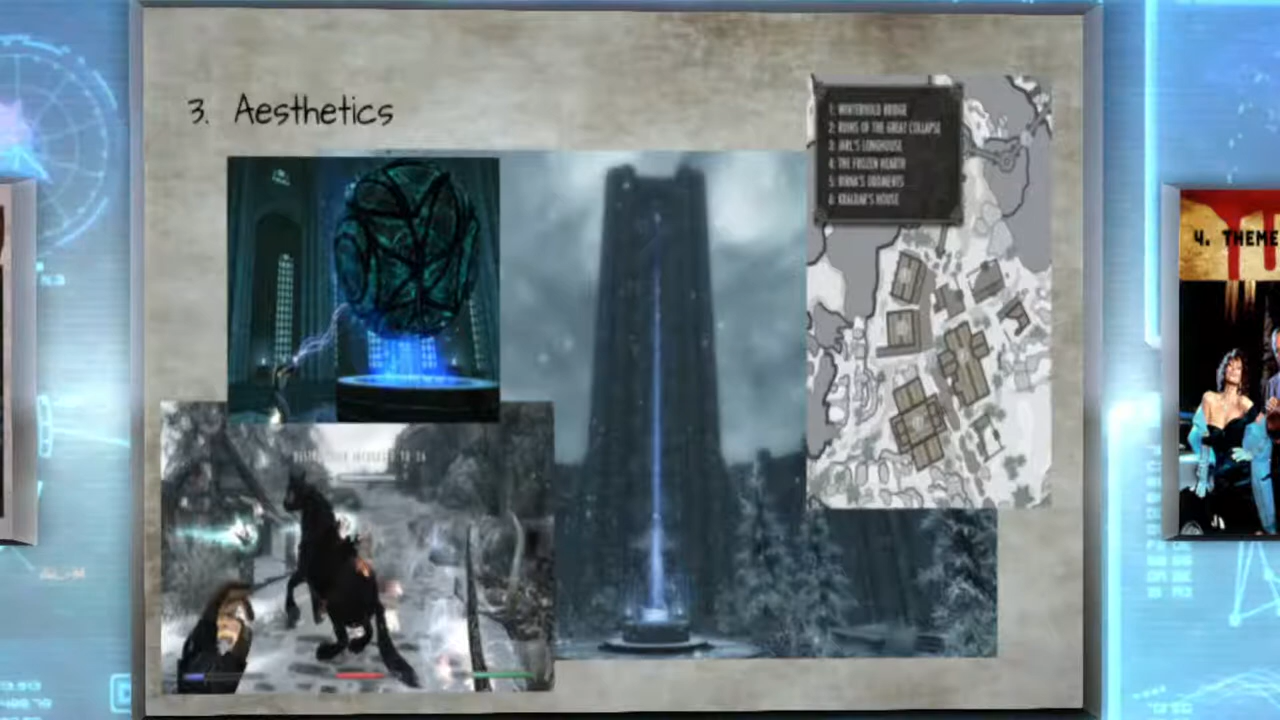 3. Aesthetics
1: WINTERHOLD BRIDGE
2: RUINS OF THE GREAT COLLAPSE
3: JARL'S LONGHOUSE
4: THE FROZEN HEARTH
5: BIRNA'S ODDMENTS
6: KRALDAR'S HOUSE
4. THEME